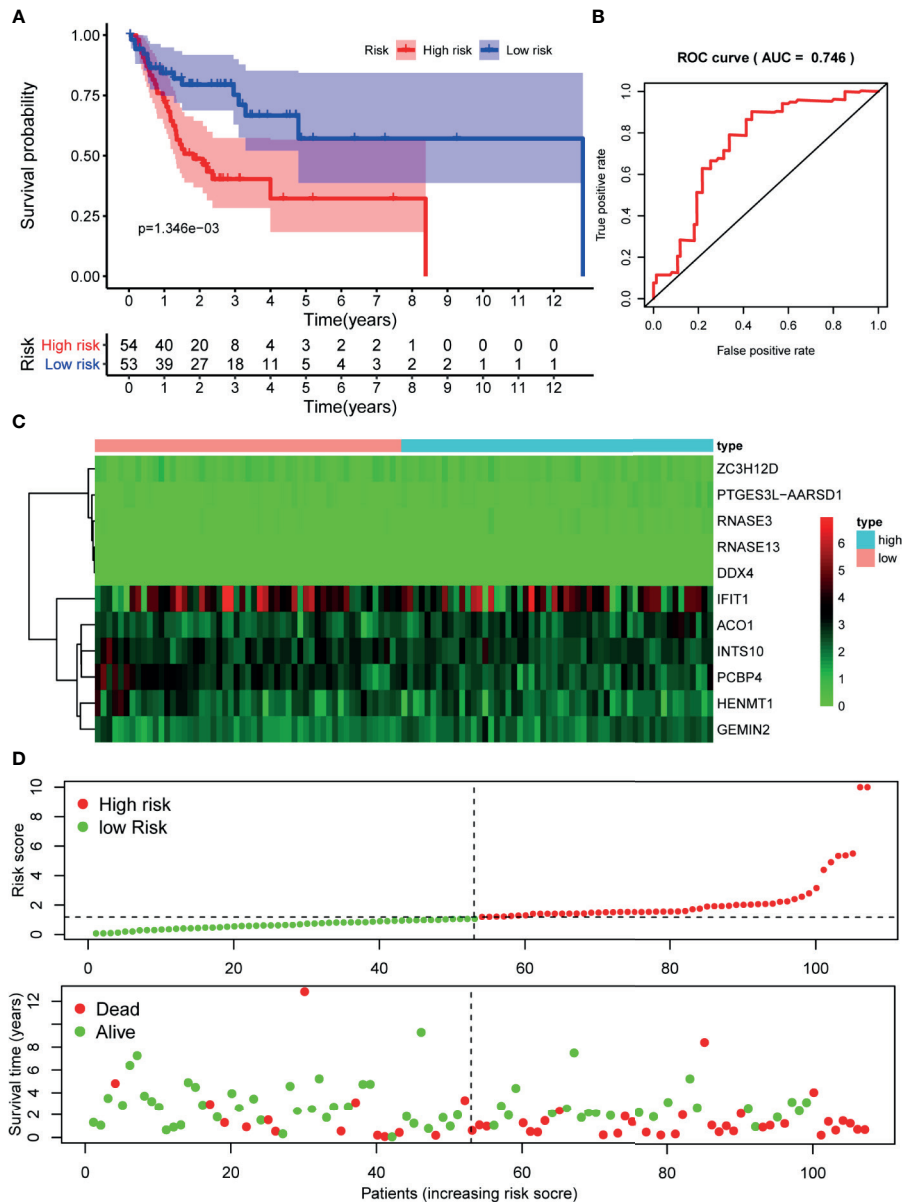 A
Risk High risk Low risk
Survival probability
1.00
0.75
0.50
0.25
0.00
p=1.346e−03
0 1 2 3 4 5 6 7 8 9 10 11 12
Time(years)
Risk
High risk 54 40 20 8 4 3 2 2 1 0 0 0 0
Low risk 53 39 27 18 11 5 4 3 2 2 1 1 1
0 1 2 3 4 5 6 7 8 9 10 11 12
Time(years)
B
ROC curve ( AUC = 0.746 )
True positive rate
1.0
0.8
0.6
0.4
0.2
0.0
0.0 0.2 0.4 0.6 0.8 1.0
False positive rate
C
type
ZC3H12D
PTGES3L−AARSD1
RNASE3
RNASE13
DDX4
IFIT1
ACO1
INTS10
PCBP4
HENMT1
GEMIN2
6
5
4
3
2
1
0
type
high
low
D
High risk
low Risk
Risk score
10
8
6
4
2
0
0 20 40 60 80 100
Dead
Alive
Survival time (years)
12
8
6
4
2
0
0 20 40 60 80 100
Patients (increasing risk socre)